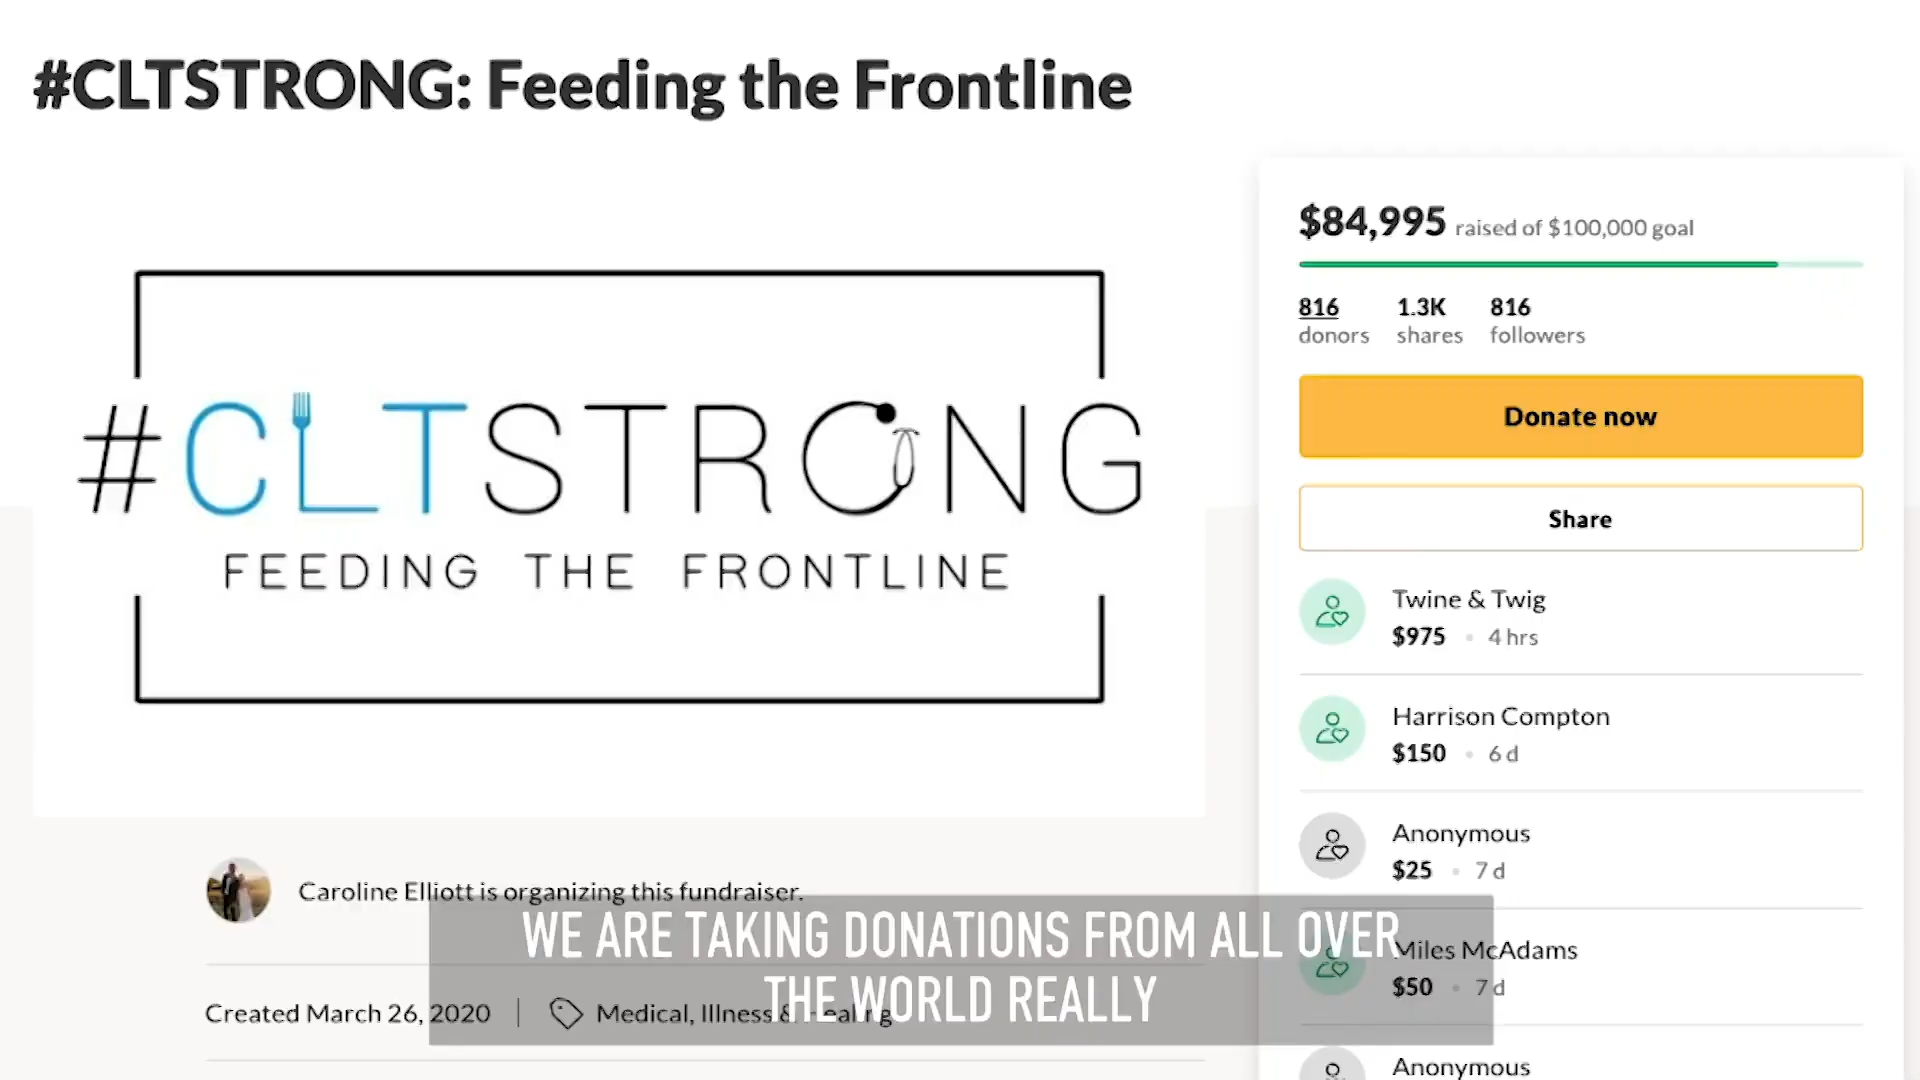 #CLTSTRONG: Feeding the Frontline
#CLTSTRONG
FEEDING THE FRONTLINE
Caroline Elliott is organizing this fundraiser.
Created March 26, 2020
Medical, Illness & Healing
$84,995 raised of $100,000 goal
816 1.3K 816
donors shares followers
Donate now
Share
Twine & Twig
$975 • 4 hrs
Harrison Compton
$150 • 6 d
Anonymous
$25 • 7 d
Miles McAdams
$50 • 7 d
Anonymous
WE ARE TAKING DONATIONS FROM ALL OVER
THE WORLD REALLY